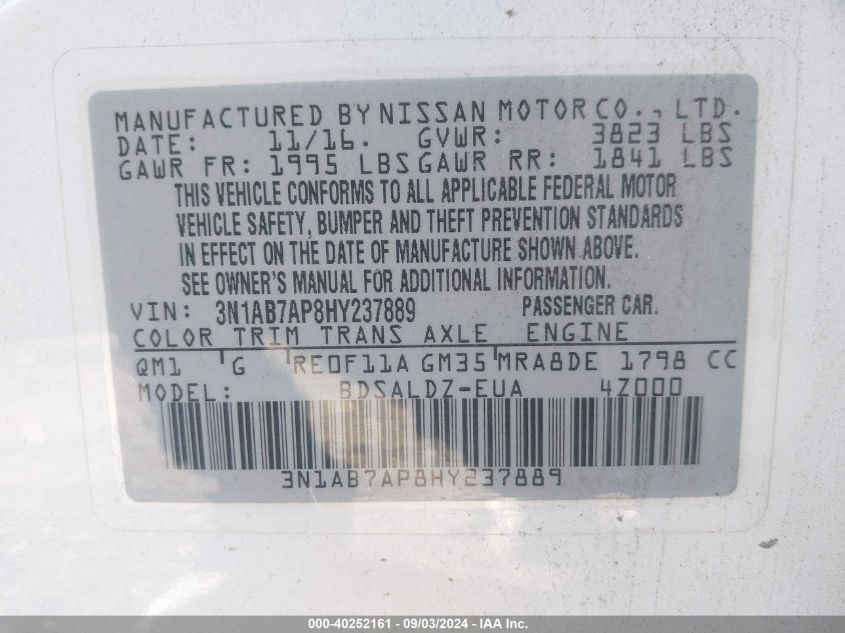 MANUFACTURED BY NISSAN MOTOR CO., LTD.
DATE: 11/16. GVWR: 3823 LBS
GAWR FR: 1995 LBS GAWR RR: 1841 LBS
THIS VEHICLE CONFORMS TO ALL APPLICABLE FEDERAL MOTOR
VEHICLE SAFETY, BUMPER AND THEFT PREVENTION STANDARDS
IN EFFECT ON THE DATE OF MANUFACTURE SHOWN ABOVE.
SEE OWNER'S MANUAL FOR ADDITIONAL INFORMATION.
VIN: 3N1AB7AP8HY237889 PASSENGER CAR.
COLOR TRIM TRANS AXLE ENGINE
QM1 G RE0F11A GM35 MRA8DE 1798 CC
MODEL: BDSALDZ-EUA 4Z000
3N1AB7AP8HY237889
000-40252161 - 09/03/2024 - IAA Inc.